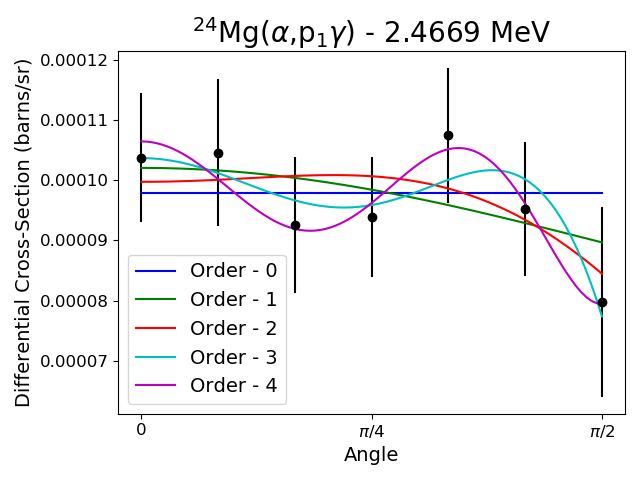 ²⁴Mg(α,p₁γ) - 2.4669 MeV
Differential Cross-Section (barns/sr)
0.00012
0.00011
0.00010
0.00009
0.00008
0.00007
Order - 0
Order - 1
Order - 2
Order - 3
Order - 4
0
π/4
π/2
Angle